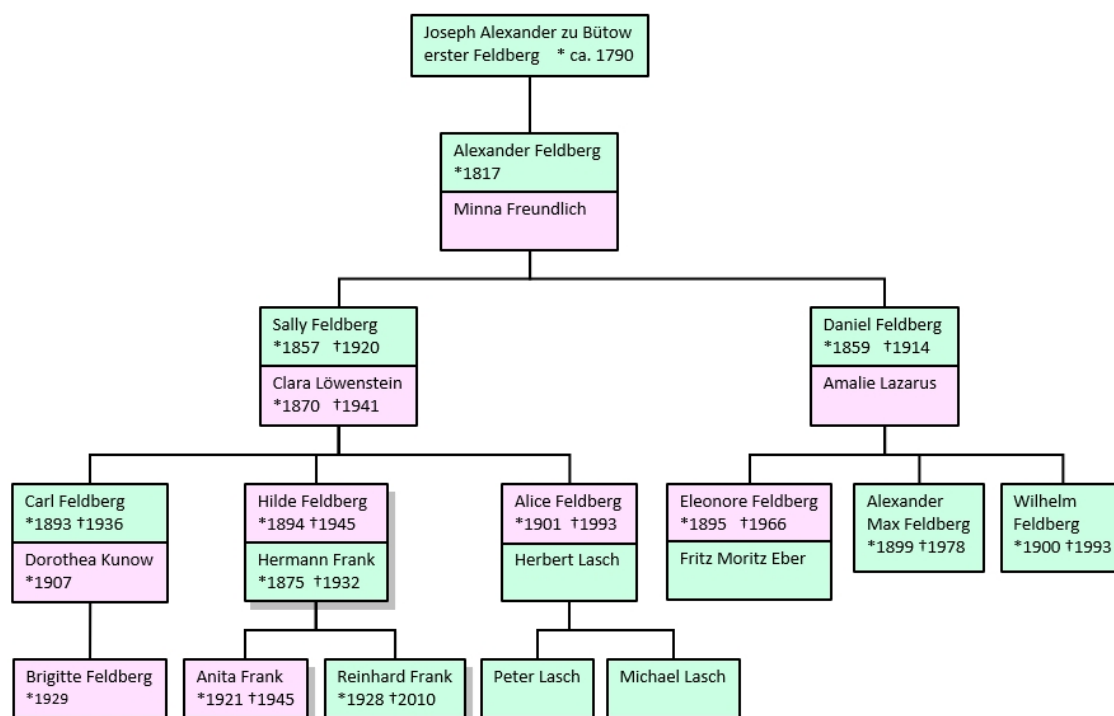 Joseph Alexander zu Bütow
erster Feldberg * ca. 1790
Alexander Feldberg
*1817
Minna Freundlich
Sally Feldberg
*1857 †1920
Clara Löwenstein
*1870 †1941
Daniel Feldberg
*1859 †1914
Amalie Lazarus
Carl Feldberg
*1893 †1936
Dorothea Kunow
*1907
Hilde Feldberg
*1894 †1945
Hermann Frank
*1875 †1932
Alice Feldberg
*1901 †1993
Herbert Lasch
Eleonore Feldberg
*1895 †1966
Fritz Moritz Eber
Alexander
Max Feldberg
*1899 †1978
Wilhelm
Feldberg
*1900 †1993
Brigitte Feldberg
*1929
Anita Frank
*1921 †1945
Reinhard Frank
*1928 †2010
Peter Lasch
Michael Lasch